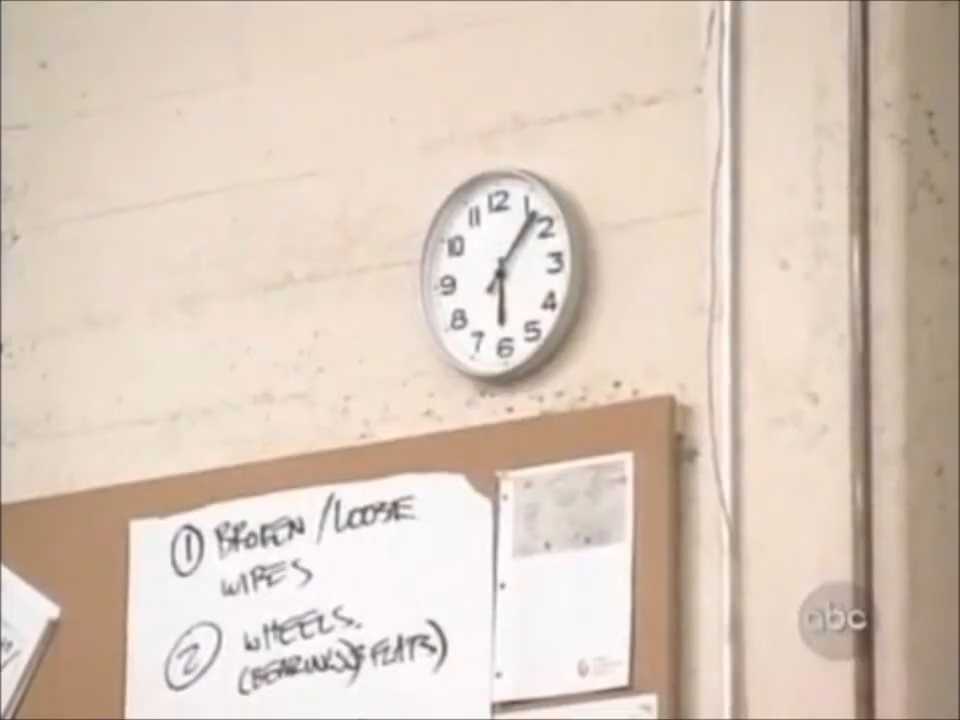 12
1
2
3
4
5
6
7
8
9
10
11
① BROKEN / LOOSE
WIRES
② WHEELS.
(BEARINGS)(FLATS)
abc